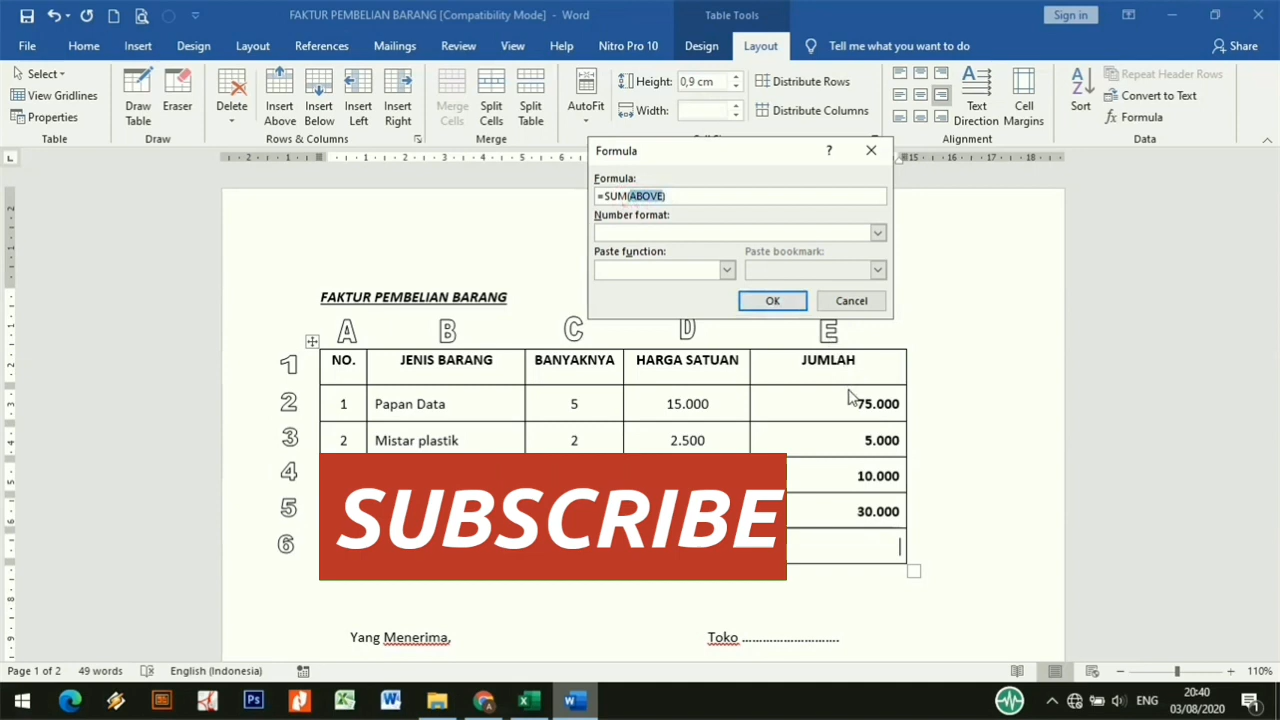 FAKTUR PEMBELIAN BARANG [Compatibility Mode] - Word
Table Tools
Sign in
File Home Insert Design Layout References Mailings Review View Help Nitro Pro 10 Design Layout Tell me what you want to do Share
Select
View Gridlines
Properties
Table
Draw Table
Eraser
Draw
Delete
Insert Above
Insert Below
Insert Left
Insert Right
Rows & Columns
Merge Cells
Split Cells
Split Table
Merge
AutoFit
Height: 0,9 cm
Width:
Distribute Rows
Distribute Columns
Text Direction
Cell Margins
Alignment
Sort
Repeat Header Rows
Convert to Text
fx Formula
Data
Formula
?
Formula:
=SUM(ABOVE)
Number format:
Paste function: Paste bookmark:
OK Cancel
FAKTUR PEMBELIAN BARANG
A B C D E
1 NO. JENIS BARANG BANYAKNYA HARGA SATUAN JUMLAH
2 1 Papan Data 5 15.000 75.000
3 2 Mistar plastik 2 2.500 5.000
4 10.000
5 30.000
6
SUBSCRIBE
Yang Menerima, Toko ..........................
Page 1 of 2 49 words English (Indonesia) 110%
ENG
20:40
03/08/2020